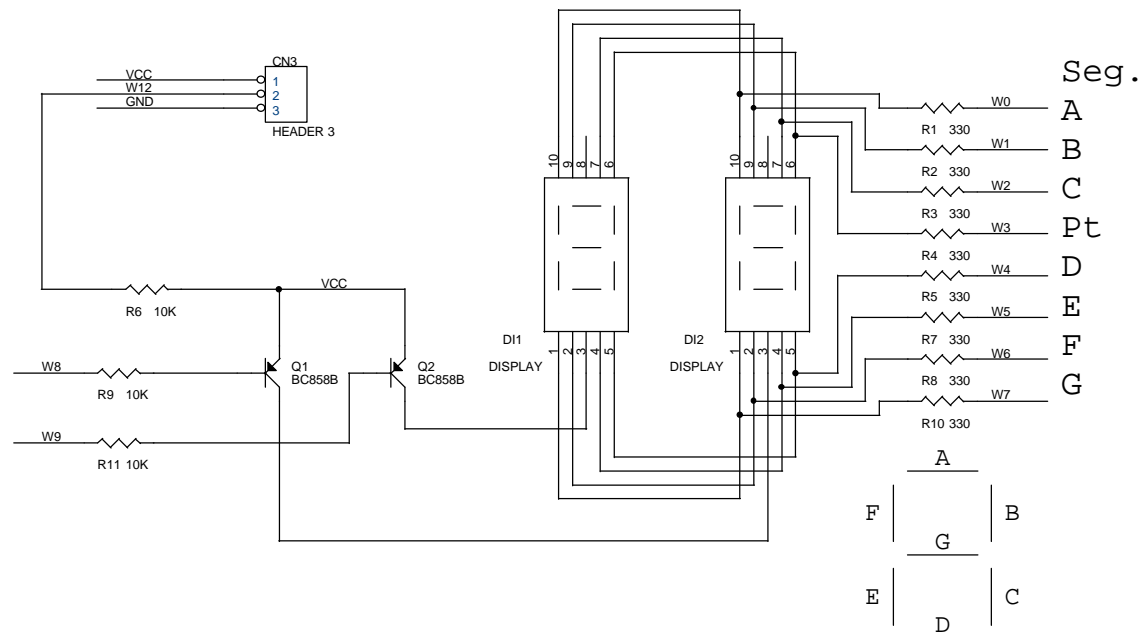 CN3
VCC 1
W12 2
GND 3
HEADER 3
Seg.
W0 A
R1 330
W1 B
R2 330
W2 C
R3 330
W3 Pt
R4 330
W4 D
R5 330
W5 E
R7 330
W6 F
R8 330
W7 G
R10 330
10 9 8 7 6
10 9 8 7 6
VCC
R6 10K
DI1
DISPLAY
1 2 3 4 5
DI2
DISPLAY
1 2 3 4 5
W8
R9 10K
Q1
BC858B
Q2
BC858B
W9
R11 10K
A
F B
G
E C
D